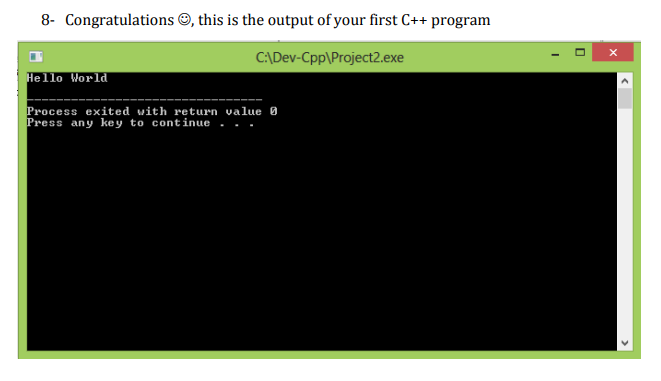 8- Congratulations ☺, this is the output of your first C++ program
C:\Dev-Cpp\Project2.exe
Hello World
--------------------------------
Process exited with return value 0
Press any key to continue . . .